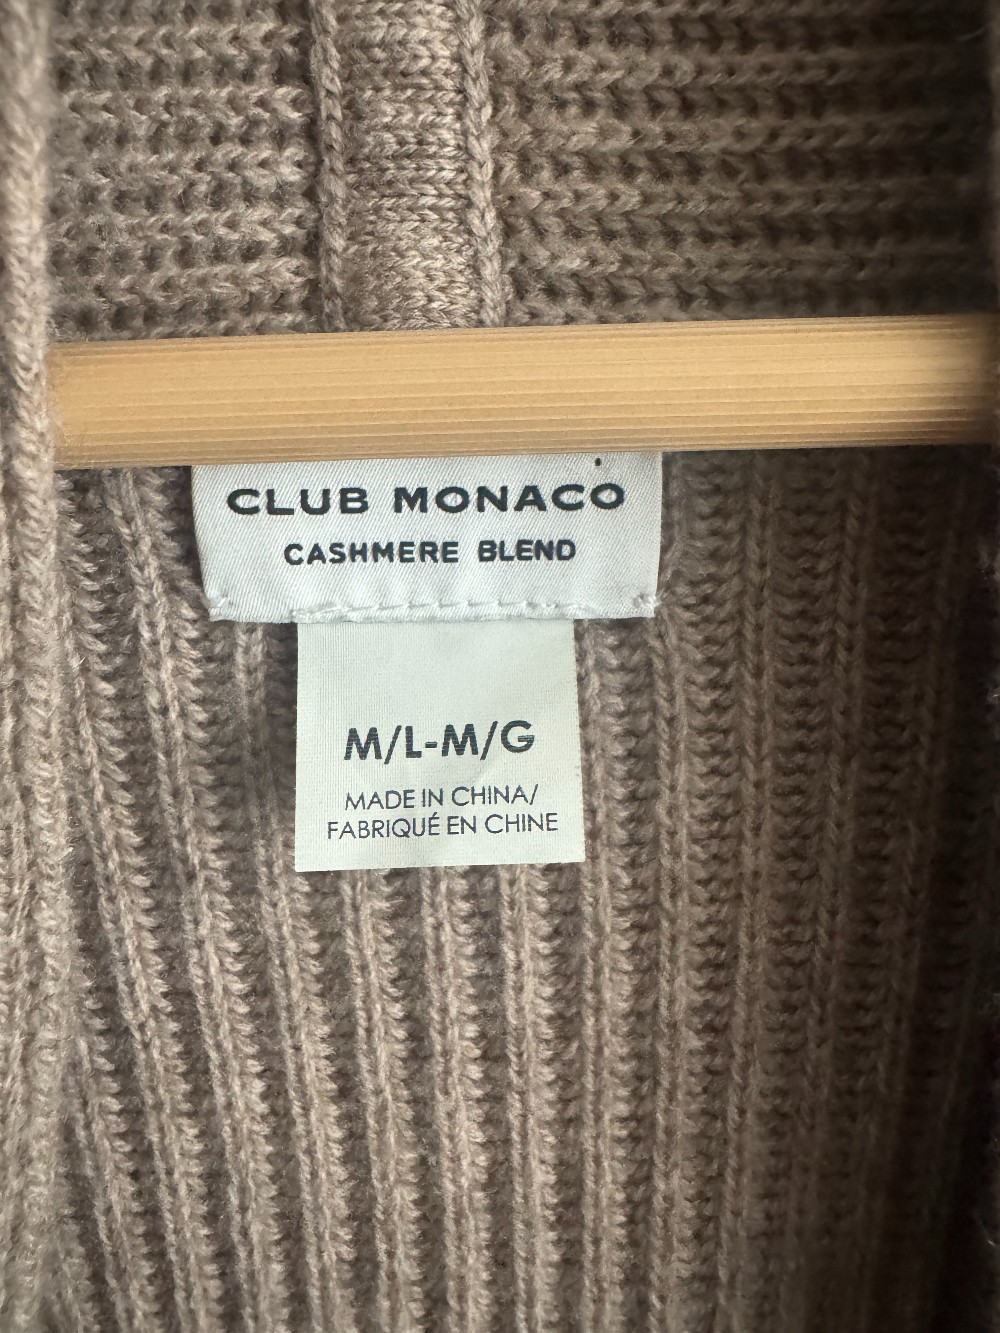 CLUB MONACO
CASHMERE BLEND
M/L-M/G
MADE IN CHINA/
FABRIQUÉ EN CHINE